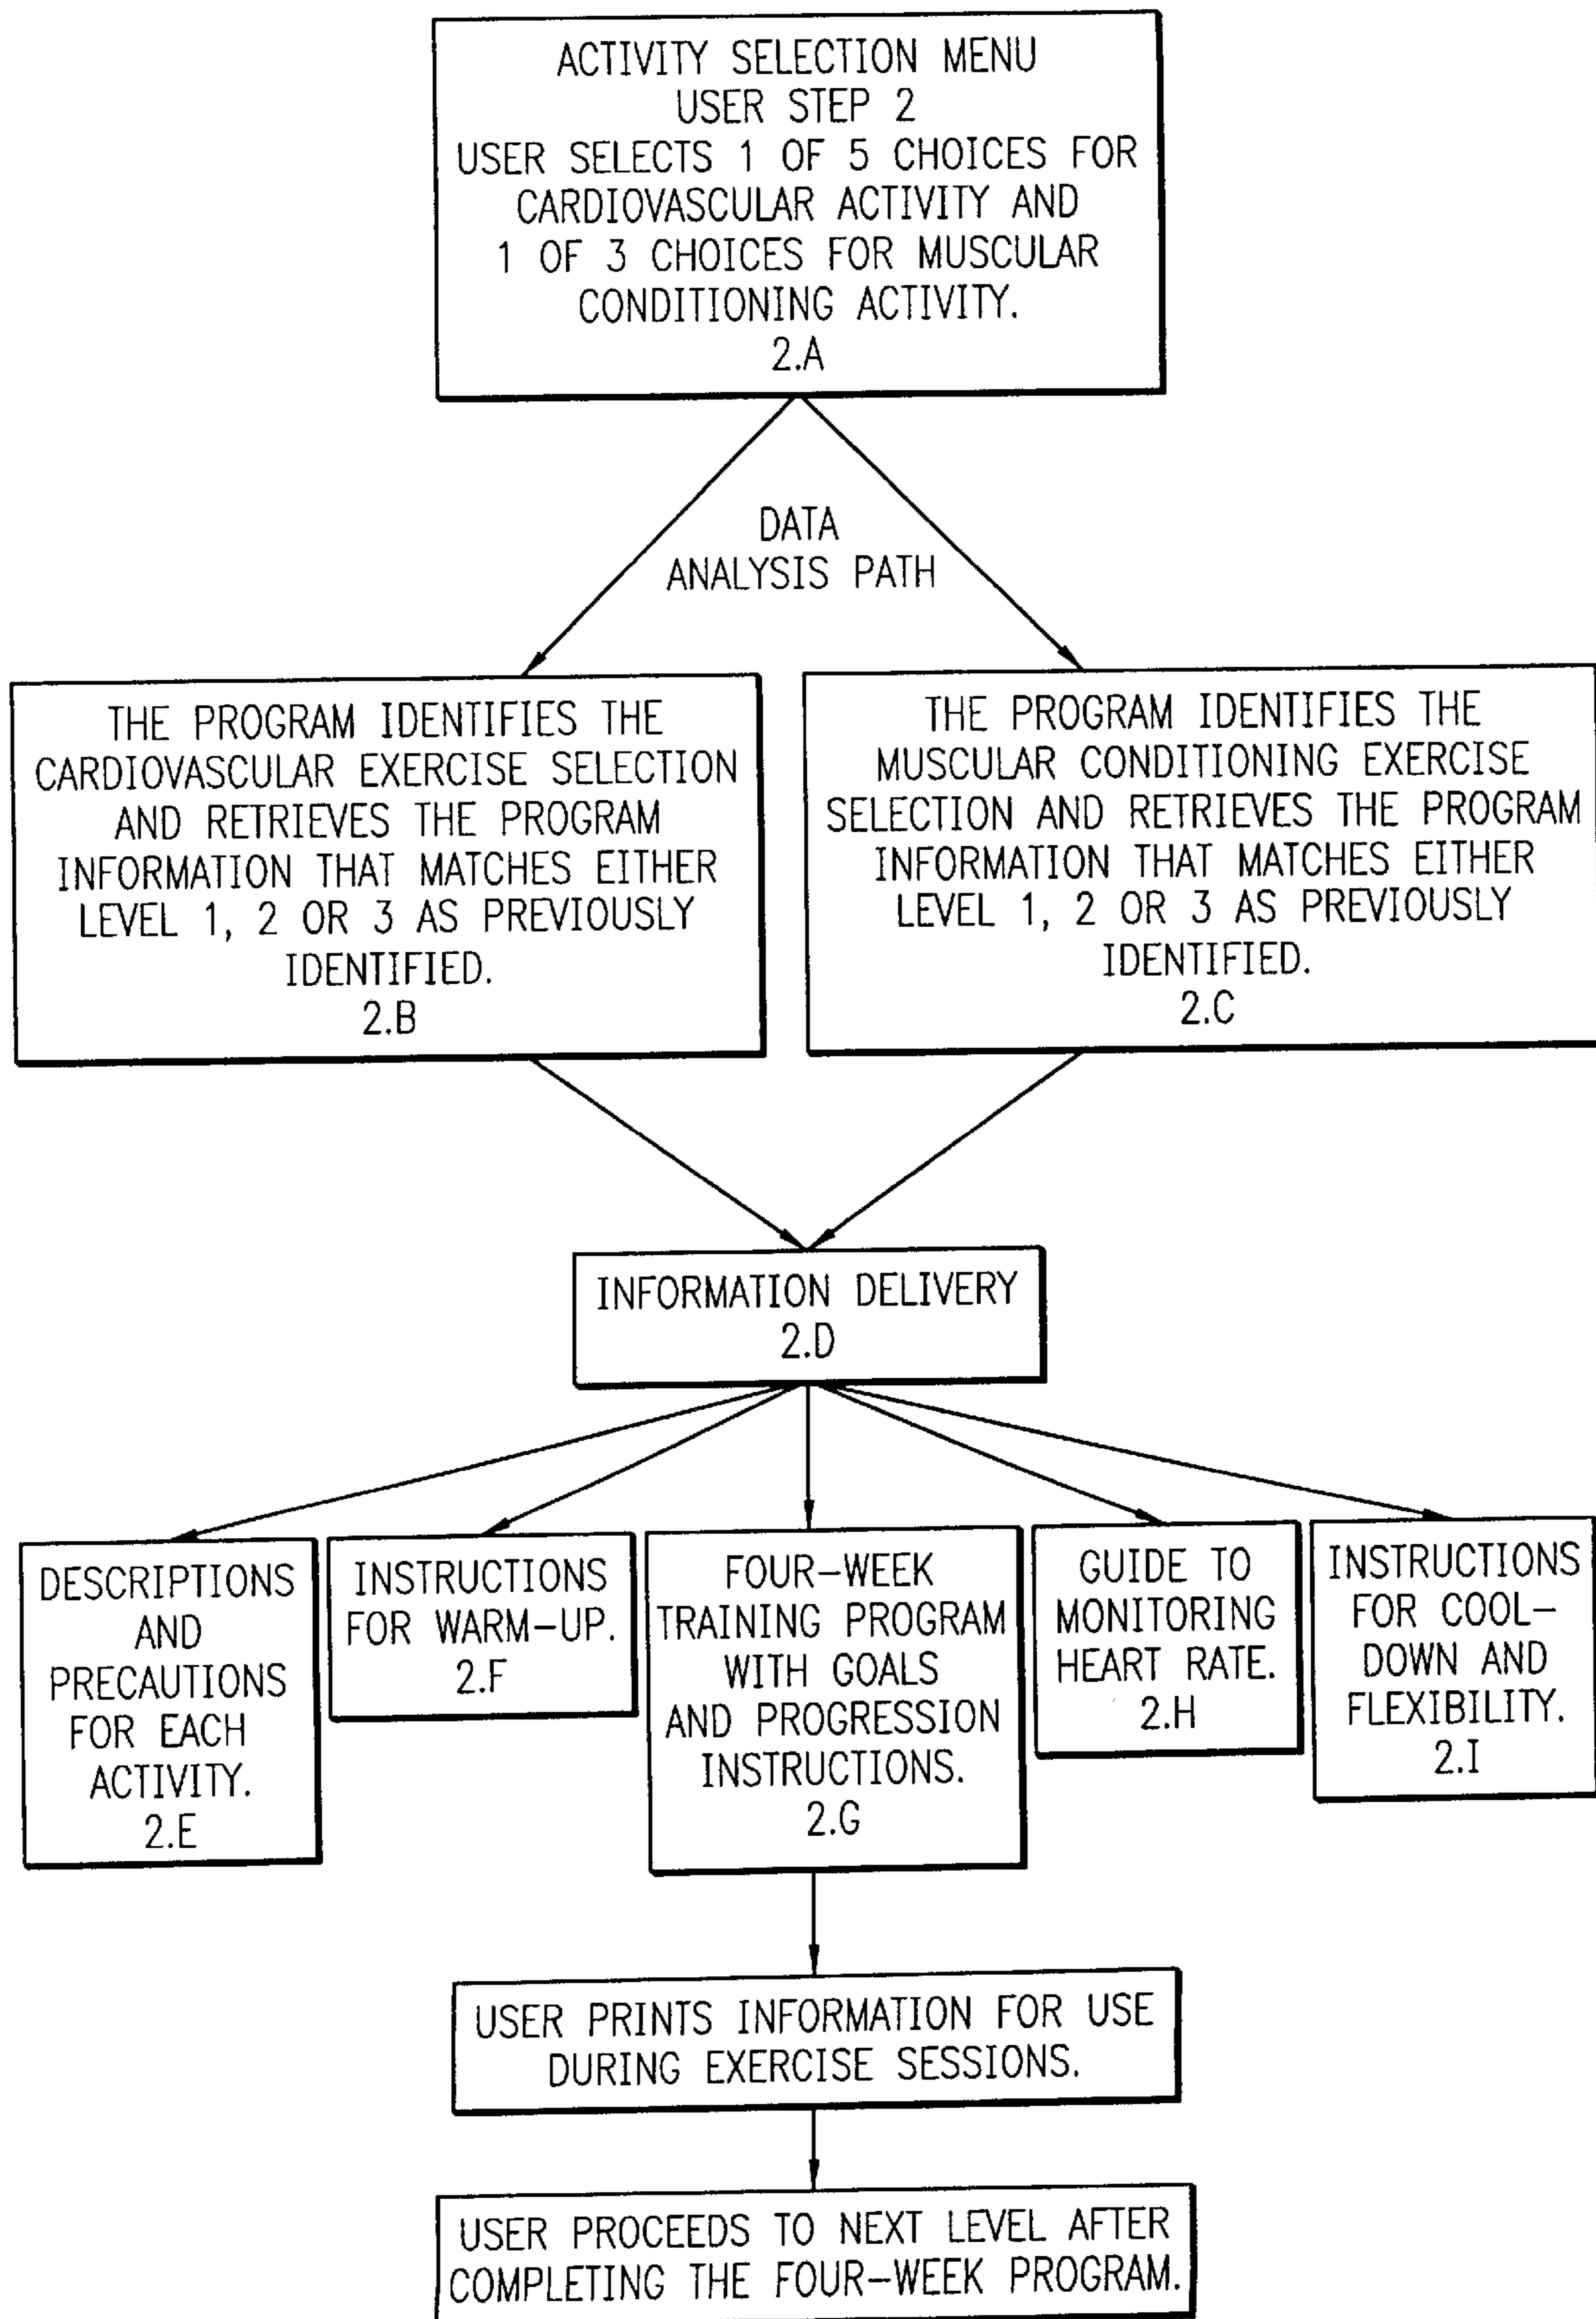 ACTIVITY SELECTION MENU
USER STEP 2
USER SELECTS 1 OF 5 CHOICES FOR
CARDIOVASCULAR ACTIVITY AND
1 OF 3 CHOICES FOR MUSCULAR
CONDITIONING ACTIVITY.
2.A
DATA
ANALYSIS PATH
THE PROGRAM IDENTIFIES THE
CARDIOVASCULAR EXERCISE SELECTION
AND RETRIEVES THE PROGRAM
INFORMATION THAT MATCHES EITHER
LEVEL 1, 2 OR 3 AS PREVIOUSLY
IDENTIFIED.
2.B
THE PROGRAM IDENTIFIES THE
MUSCULAR CONDITIONING EXERCISE
SELECTION AND RETRIEVES THE PROGRAM
INFORMATION THAT MATCHES EITHER
LEVEL 1, 2 OR 3 AS PREVIOUSLY
IDENTIFIED.
2.C
INFORMATION DELIVERY
2.D
DESCRIPTIONS
AND
PRECAUTIONS
FOR EACH
ACTIVITY.
2.E
INSTRUCTIONS
FOR WARM-UP.
2.F
FOUR-WEEK
TRAINING PROGRAM
WITH GOALS
AND PROGRESSION
INSTRUCTIONS.
2.G
GUIDE TO
MONITORING
HEART RATE.
2.H
INSTRUCTIONS
FOR COOL-
DOWN AND
FLEXIBILITY.
2.I
USER PRINTS INFORMATION FOR USE
DURING EXERCISE SESSIONS.
USER PROCEEDS TO NEXT LEVEL AFTER
COMPLETING THE FOUR-WEEK PROGRAM.